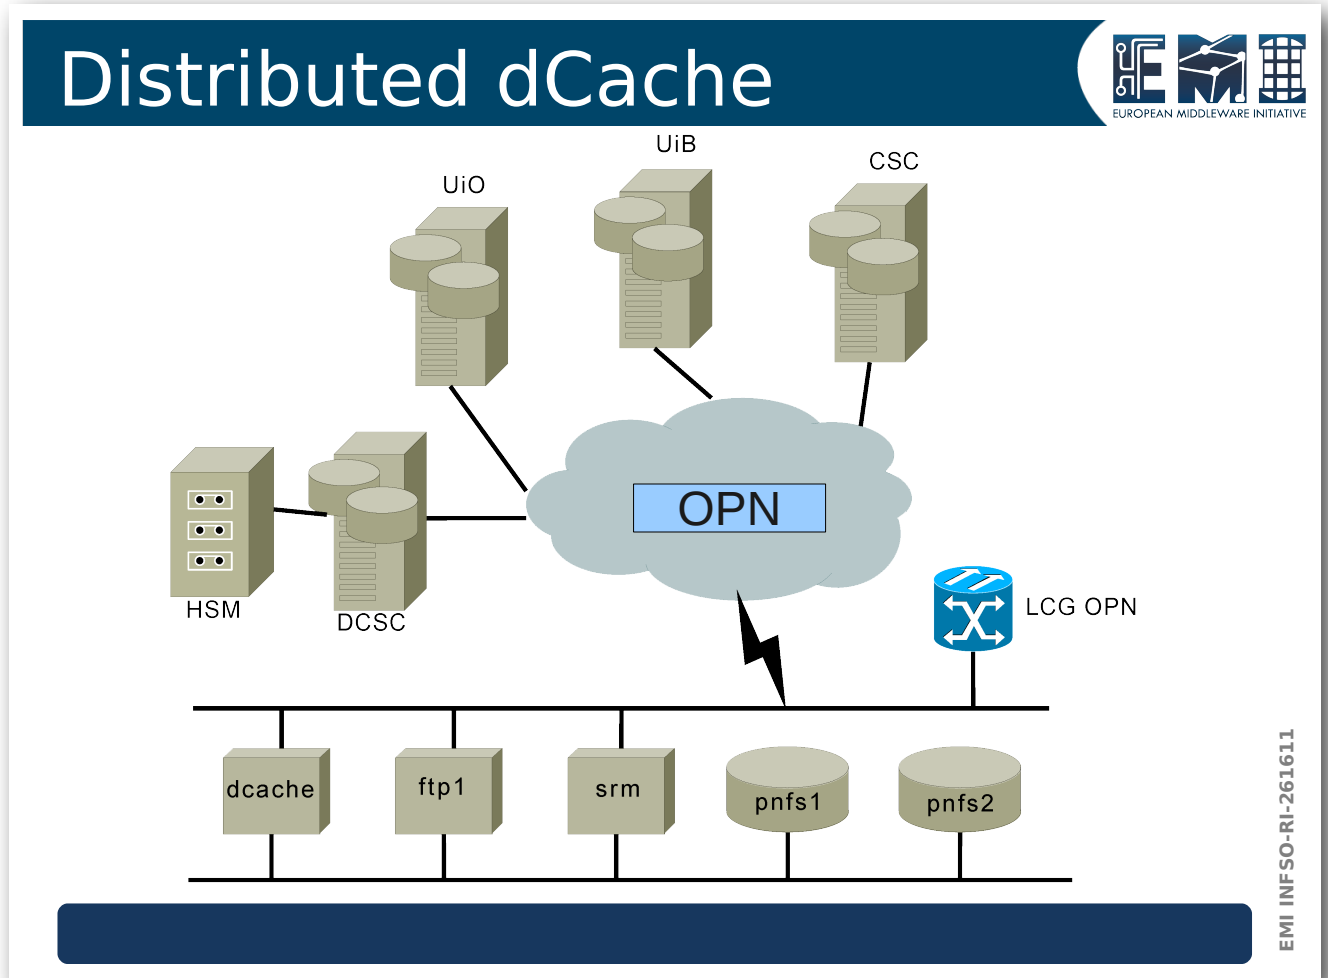 Distributed dCache
EMI
EUROPEAN MIDDLEWARE INITIATIVE
UiB
CSC
UiO
OPN
HSM
DCSC
LCG OPN
dcache
ftp1
srm
pnfs1
pnfs2
EMI INFSO-RI-261611